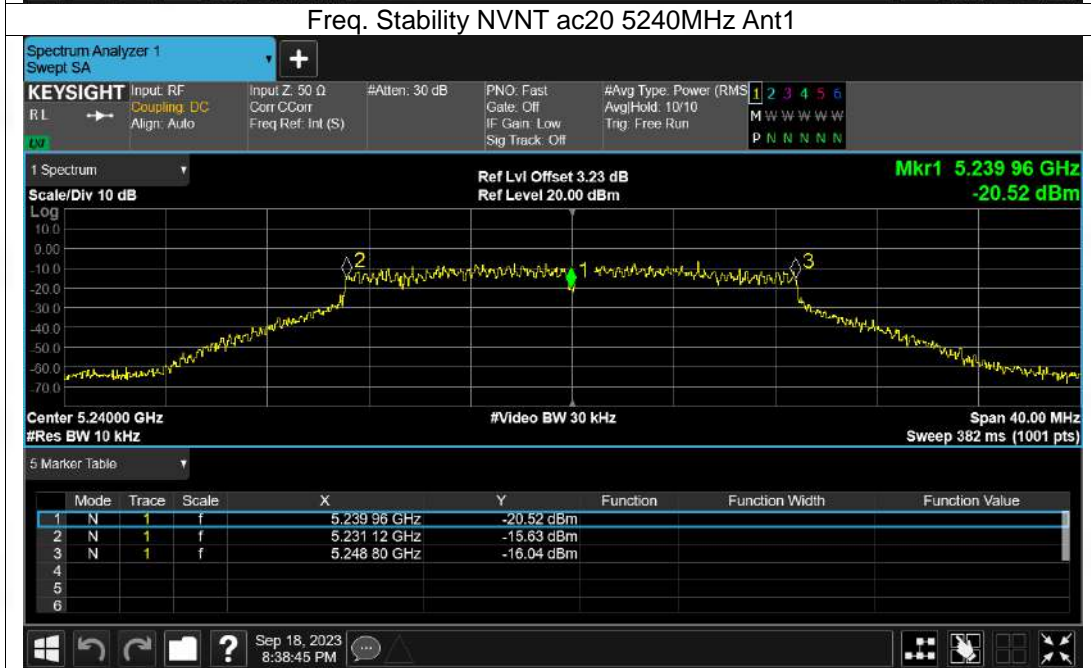 Freq. Stability NVNT ac20 5240MHz Ant1
Spectrum Analyzer 1
Swept SA
+
KEYSIGHT Input: RF Input Z: 50 Ω #Atten: 30 dB PNO: Fast #Avg Type: Power (RMS 1 2 3 4 5 6
RL Coupling: DC Corr CCorr Gate: Off Avg|Hold: 10/10 M W W W W W
Align: Auto Freq Ref: Int (S) IF Gain: Low Trig: Free Run
LXI Sig Track: Off P N N N N N
1 Spectrum Ref Lvl Offset 3.23 dB Mkr1 5.239 96 GHz
Scale/Div 10 dB Ref Level 20.00 dBm -20.52 dBm
Log
10.0
0.00
-10.0
-20.0
-30.0
-40.0
-50.0
-60.0
-70.0
2
1
3
Center 5.24000 GHz #Video BW 30 kHz Span 40.00 MHz
#Res BW 10 kHz Sweep 382 ms (1001 pts)
5 Marker Table
Mode Trace Scale X Y Function Function Width Function Value
1 N 1 f 5.239 96 GHz -20.52 dBm
2 N 1 f 5.231 12 GHz -15.63 dBm
3 N 1 f 5.248 80 GHz -16.04 dBm
4
5
6
? Sep 18, 2023
8:38:45 PM